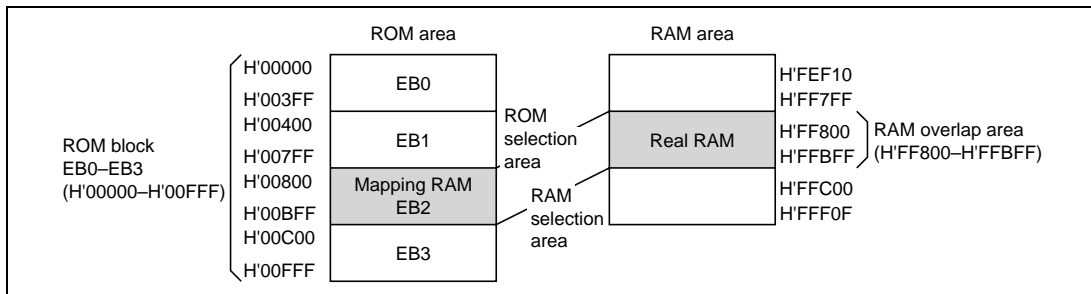 ROM area
RAM area
H'00000
H'003FF
H'00400
H'007FF
H'00800
H'00BFF
H'00C00
H'00FFF
ROM block
EB0–EB3
(H'00000–H'00FFF)
EB0
EB1
Mapping RAM
EB2
EB3
ROM
selection
area
RAM
selection
area
Real RAM
H'FEF10
H'FF7FF
H'FF800
H'FFBFF
H'FFC00
H'FFF0F
RAM overlap area
(H'FF800–H'FFBFF)